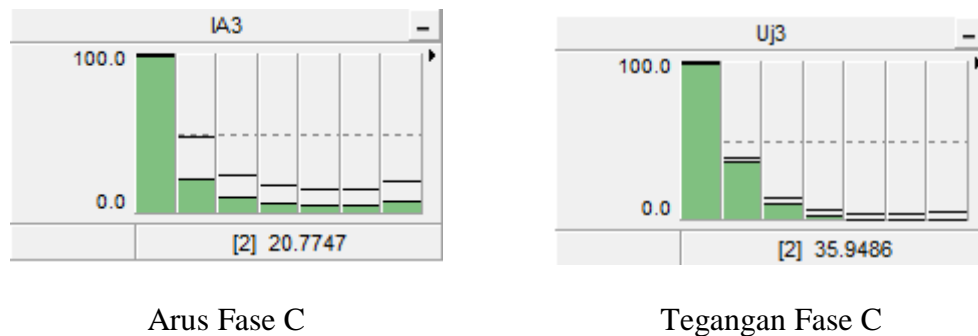 IA3
100.0
0.0
[2] 20.7747
Uj3
100.0
0.0
[2] 35.9486
Arus Fase C
Tegangan Fase C